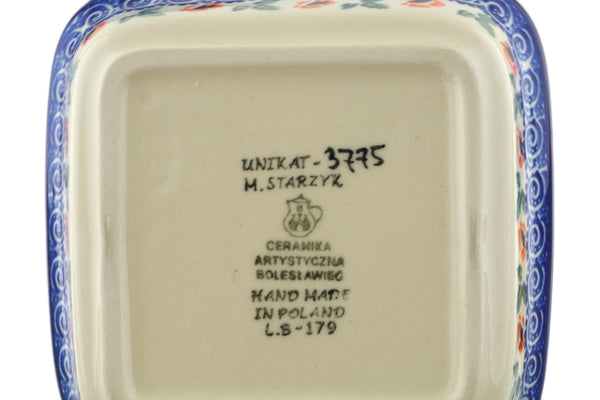 UNIKAT-3775
M.STARZYK
CERAMIKA
ARTYSTYCZNA
BOLESŁAWIEC
HAND MADE
IN POLAND
L.S-179